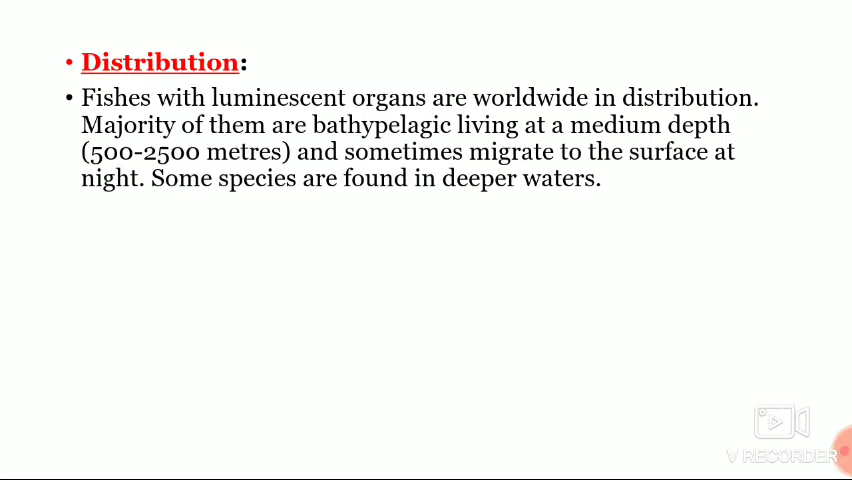 • Distribution:
• Fishes with luminescent organs are worldwide in distribution.
Majority of them are bathypelagic living at a medium depth
(500-2500 metres) and sometimes migrate to the surface at
night. Some species are found in deeper waters.
V RECORDER